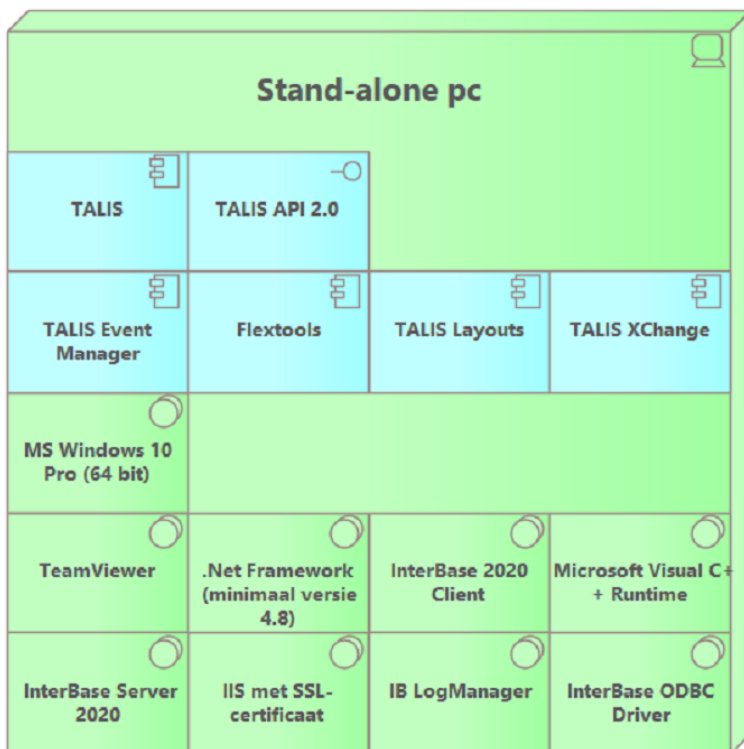 Stand-alone pc
TALIS
TALIS API 2.0
TALIS Event
Manager
Flextools
TALIS Layouts
TALIS XChange
MS Windows 10
Pro (64 bit)
TeamViewer
.Net Framework
(minimaal versie
4.8)
InterBase 2020
Client
Microsoft Visual C+
+ Runtime
InterBase Server
2020
IIS met SSL-
certificaat
IB LogManager
InterBase ODBC
Driver